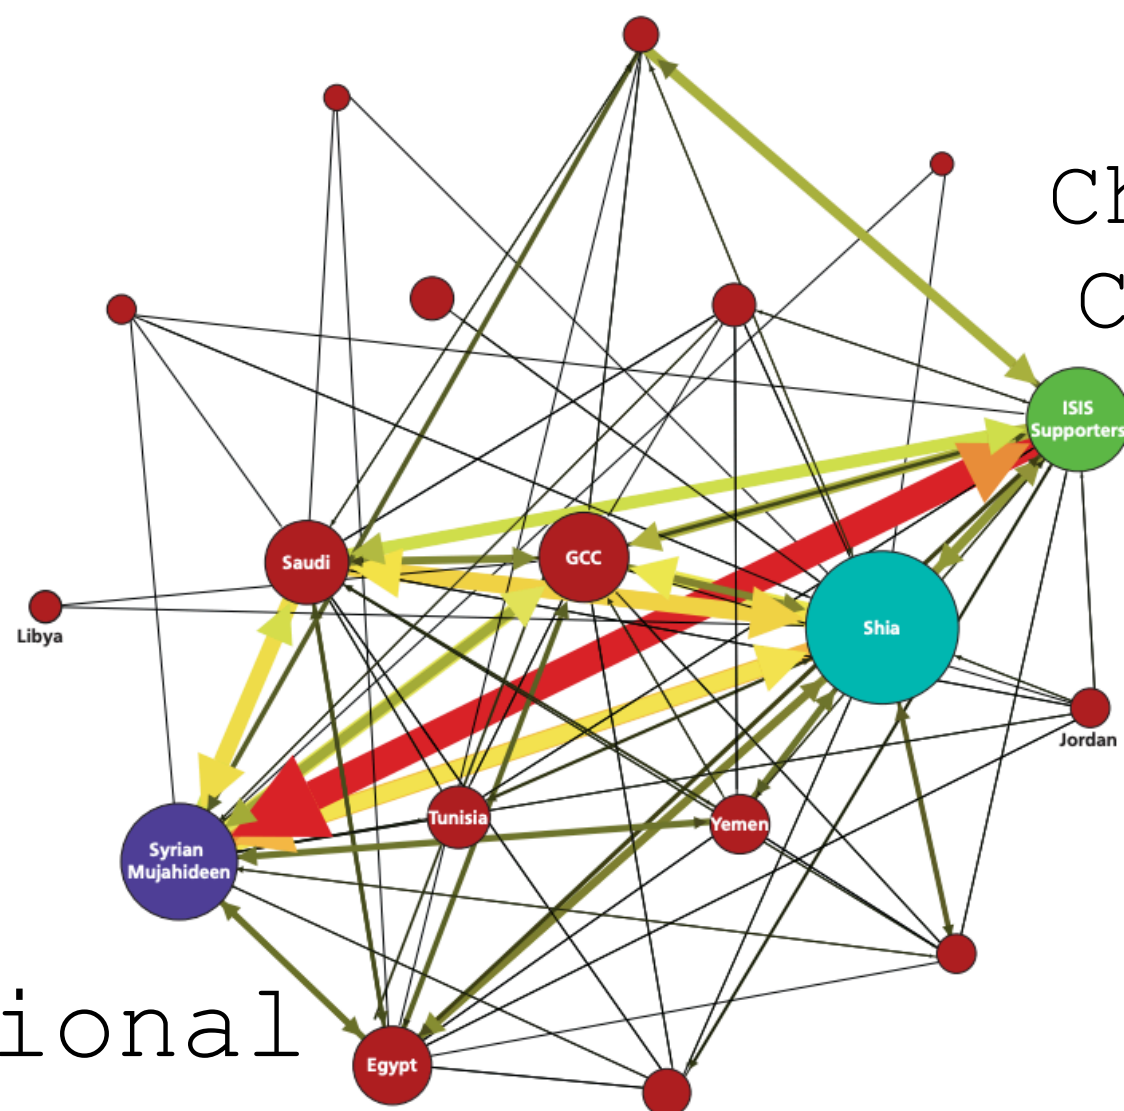 Ch
C
ISIS
Supporters
Saudi
GCC
Libya
Shia
Jordan
Tunisia
Yemen
Syrian
Mujahideen
ional
Egypt